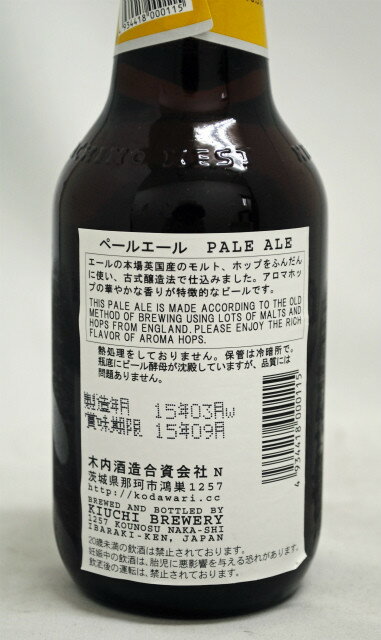 4934418000115
ペールエール PALE ALE
エールの本場英国産のモルト、ホップをふんだん
に使い、古式醸造法で仕込みました。アロマホッ
プの華やかな香りが特徴的なビールです。
THIS PALE ALE IS MADE ACCORDING TO THE OLD
METHOD OF BREWING USING LOTS OF MALTS AND
HOPS FROM ENGLAND.PLEASE ENJOY THE RICH
FLAVOR OF AROMA HOPS.
熱処理をしておりません。保管は冷暗所で。
瓶底にビール酵母が沈殿していますが、品質には
問題ありません。
製造年月 15年03月w
賞味期限 15年09月
4934418000115
木内酒造合資会社 N
茨城県那珂市鴻巣1257
http://kodawari.cc
BREWED AND BOTTLED BY
KIUCHI BREWERY
1257 KOUNOSU NAKA-SHI
IBARAKI-KEN, JAPAN
20歳未満の飲酒は禁止されております。
妊娠中の飲酒は、胎児に悪影響を与える恐れがあります。
飲酒後の運転は、禁止されております。